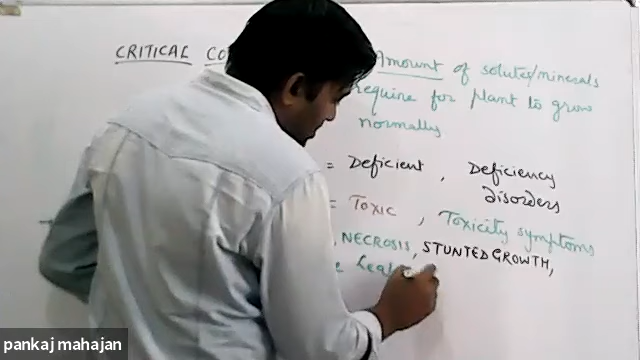 CRITICAL CO
Amount of solutes/minerals
require for plant to grow
normally
= Deficient , Deficiency
disorders
= Toxic , Toxicity symptoms
, NECROSIS, STUNTED GROWTH,
pankaj mahajan